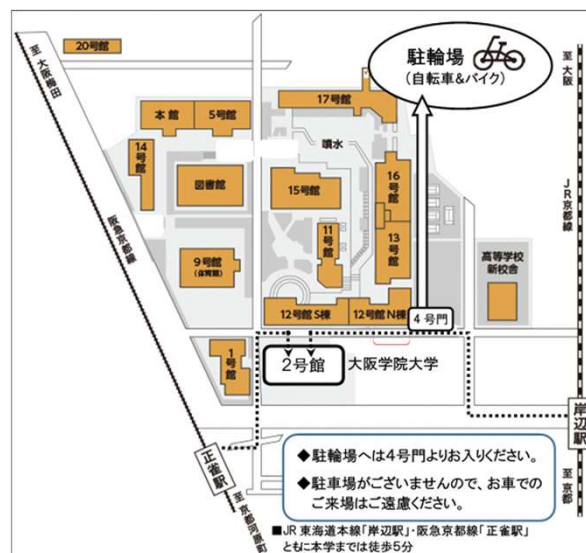 20号館
至 大阪梅田
駐輪場
(自転車&バイク)
至 大阪
本館
5号館
17号館
噴水
14号館
図書館
15号館
16号館
JR京都線
阪急京都線
11号館
13号館
9号館
(体育館)
高等学校
新校舎
12号館 S棟
12号館 N棟
4号門
1号館
2号館
大阪学院大学
岸辺駅
正雀駅
◆駐輪場へは4号門よりお入りください。
◆駐車場がございませんので、お車での
ご来場はご遠慮ください。
至 京都
至 京都河原町
■JR東海道本線「岸辺駅」・阪急京都線「正雀駅」
ともに本学までは徒歩5分